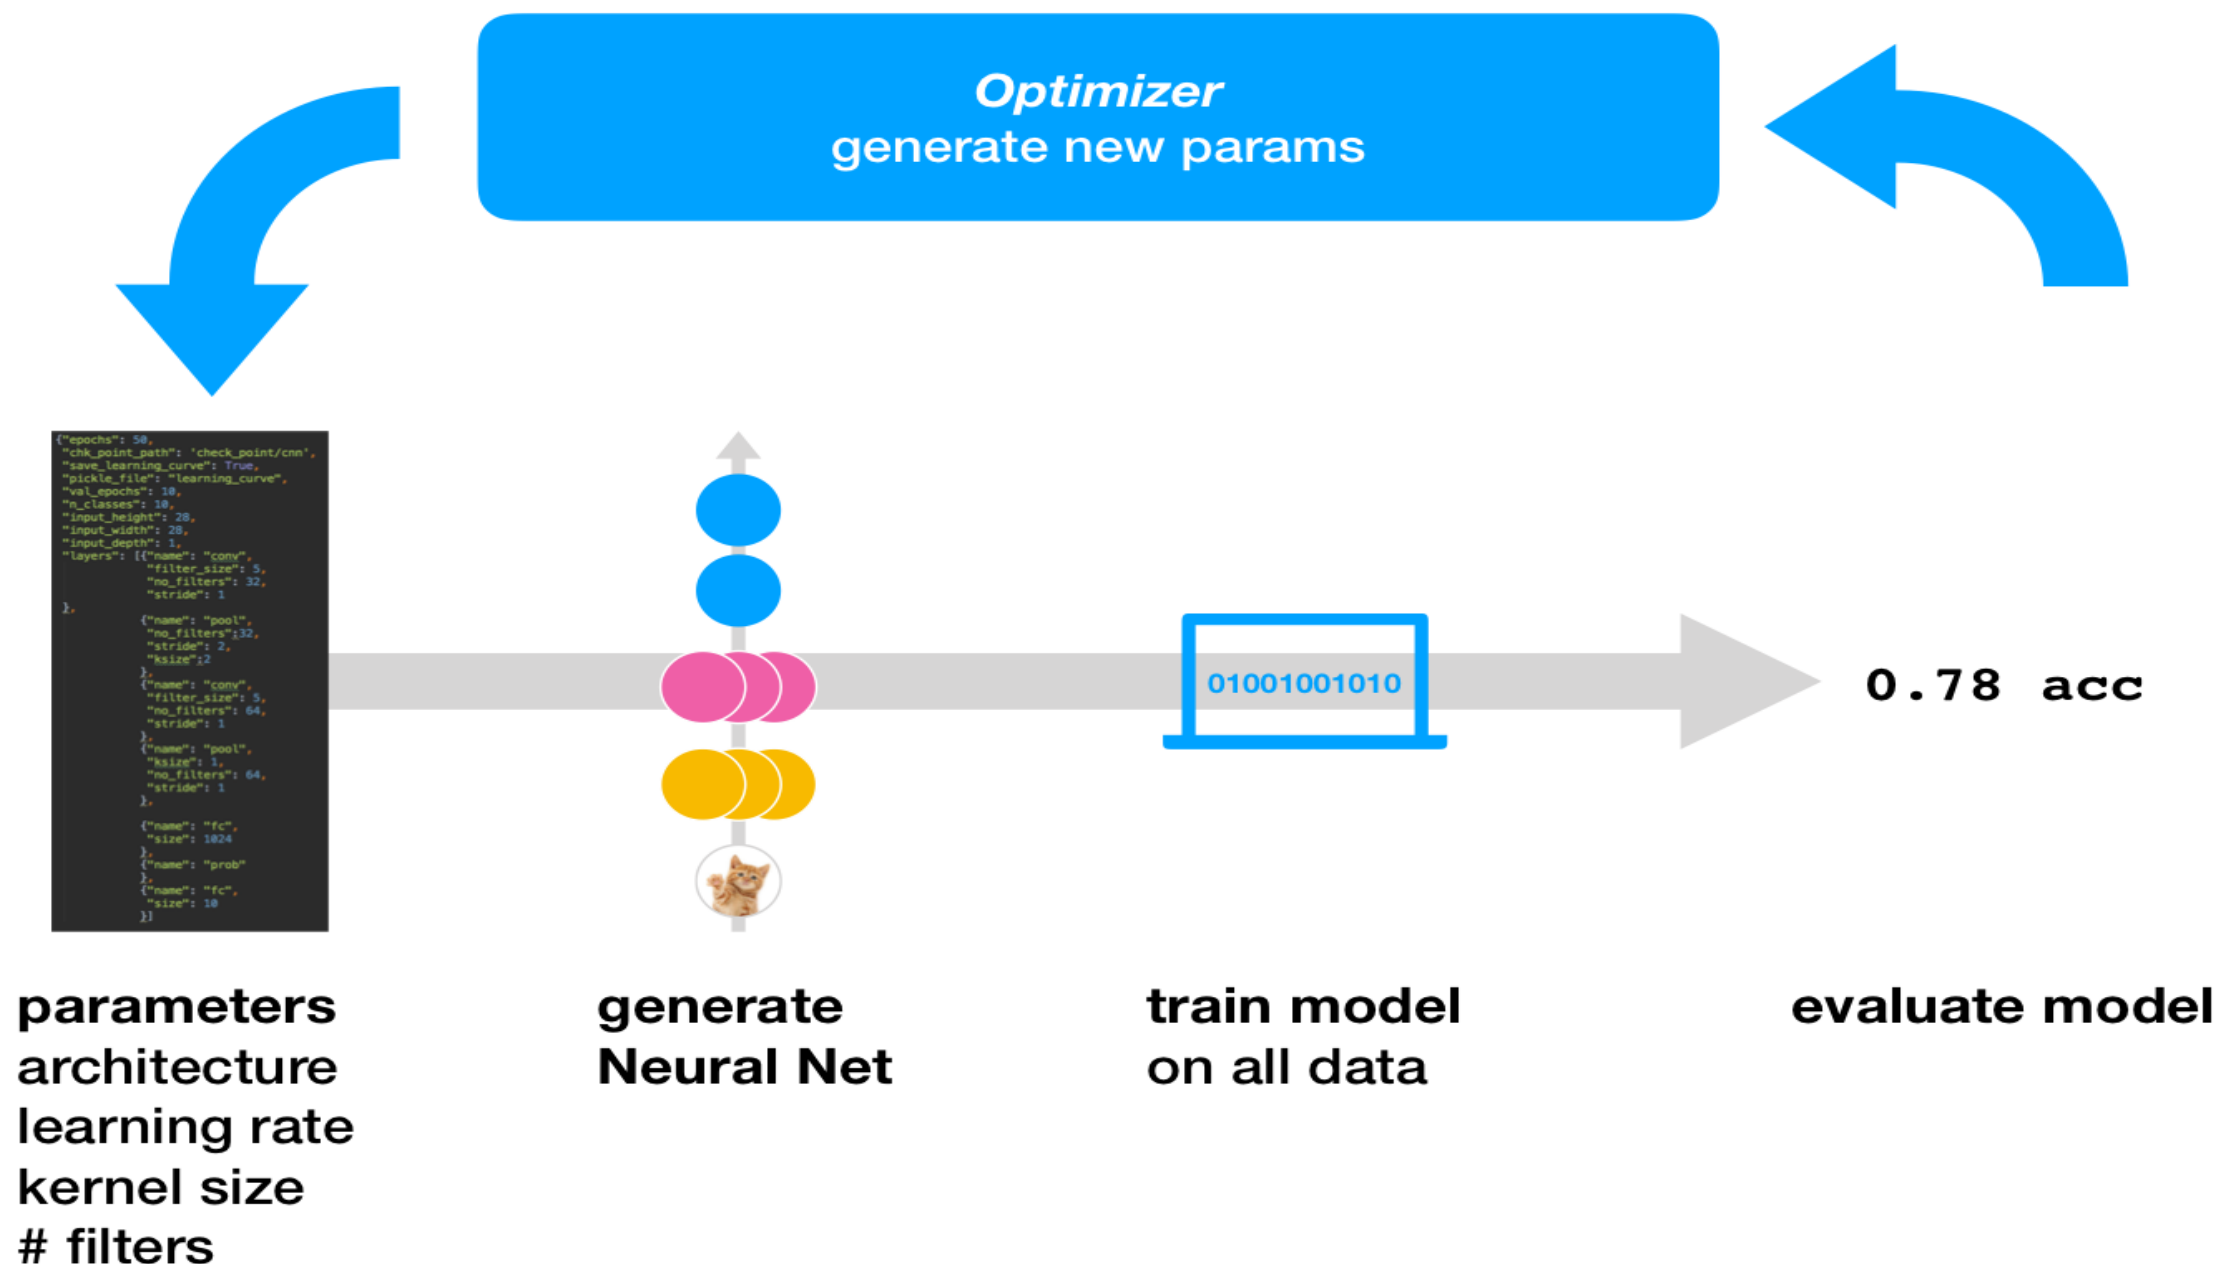 Optimizer
generate new params
{"epochs": 50,
"chk_point_path": 'check_point/cnn',
"save_learning_curve": True,
"pickle_file": "learning_curve",
"val_epochs": 10,
"n_classes": 10,
"input_height": 28,
"input_width": 28,
"input_depth": 1,
"layers": [{"name": "conv",
"filter_size": 5,
"no_filters": 32,
"stride": 1
},
{"name": "pool",
"no_filters":32,
"stride": 2,
"ksize":2
},
{"name": "conv",
"filter_size": 5,
"no_filters": 64,
"stride": 1
},
{"name": "pool",
"ksize": 1,
"no_filters": 64,
"stride": 1
},
{"name": "fc",
"size": 1024
},
{"name": "prob"
},
{"name": "fc",
"size": 10
}]
01001001010
0.78 acc
parameters
architecture
learning rate
kernel size
# filters
generate
Neural Net
train model
on all data
evaluate model